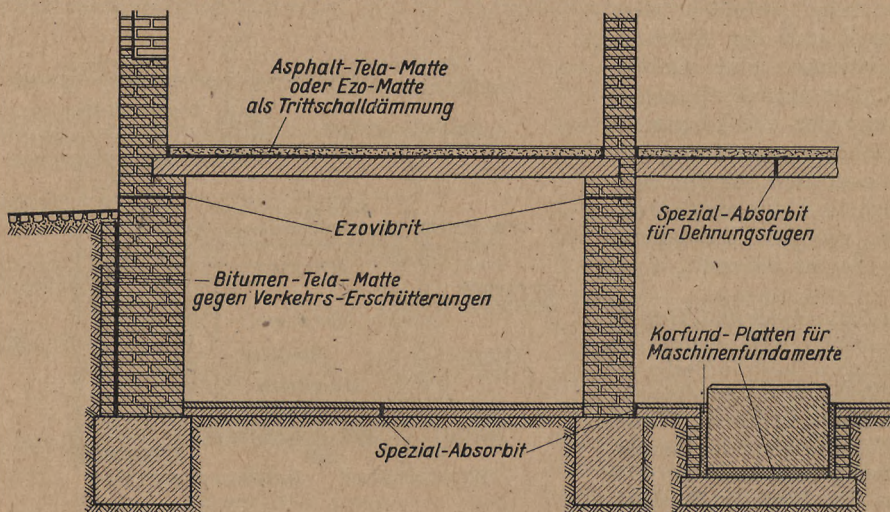 Asphalt-Tela-Matte
oder Ezo-Matte
als Trittschalldämmung
Ezovibrit
Spezial-Absorbit
für Dehnungsfugen
Bitumen-Tela-Matte
gegen Verkehrs-Erschütterungen
Korfund-Platten für
Maschinenfundamente
Spezial-Absorbit